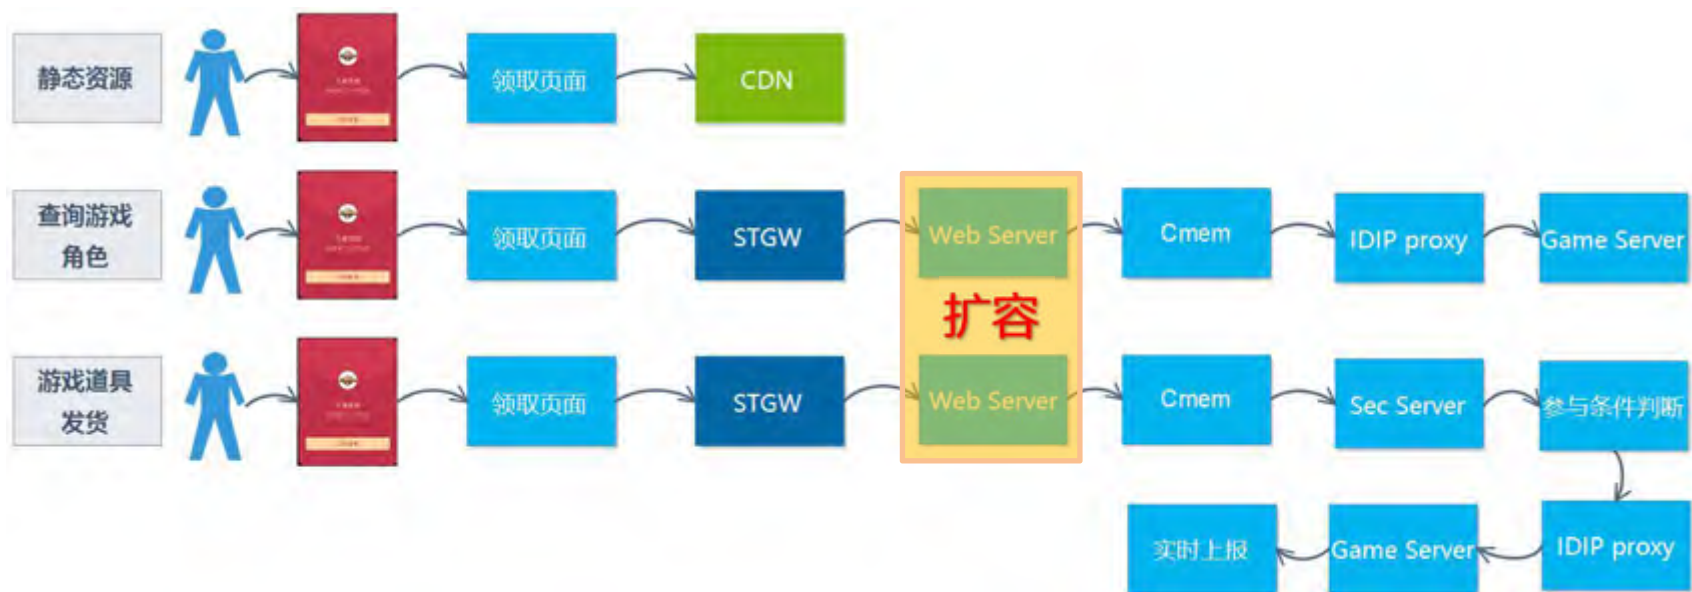 静态资源
领取页面
CDN
查询游戏
角色
领取页面
STGW
Web Server
Cmem
IDIP proxy
Game Server
扩容
游戏道具
发货
领取页面
STGW
Web Server
Cmem
Sec Server
参与条件判断
实时上报
Game Server
IDIP proxy